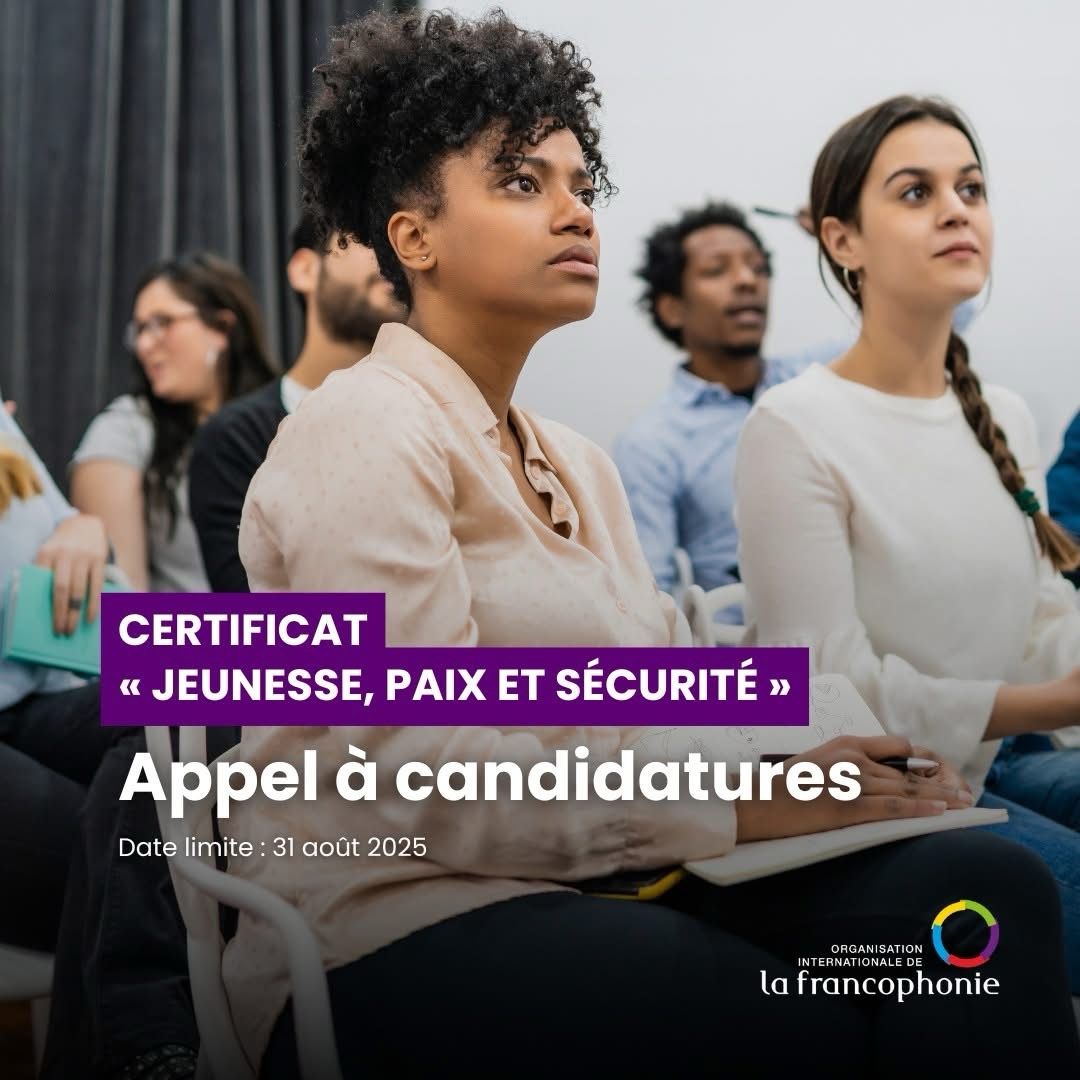 CERTIFICAT
« JEUNESSE, PAIX ET SÉCURITÉ »
Appel à candidatures
Date limite : 31 août 2025
ORGANISATION
INTERNATIONALE DE
la francophonie